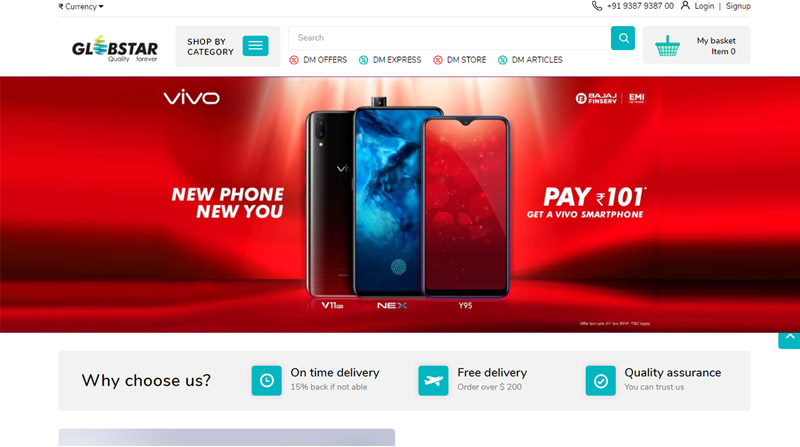 ₹ Currency
+91 9387 9387 00
Login | Signup
GLOBSTAR
Quality forever
SHOP BY
CATEGORY
Search
DM OFFERS
DM EXPRESS
DM STORE
DM ARTICLES
My basket
Item 0
vivo
BAJAJ
FINSERV
EMI
NETWORK
NEW PHONE
NEW YOU
PAY ₹101*
GET A VIVO SMARTPHONE
V11 PRO
NEX
Y95
Why choose us?
On time delivery
15% back if not able
Free delivery
Order over $ 200
Quality assurance
You can trust us